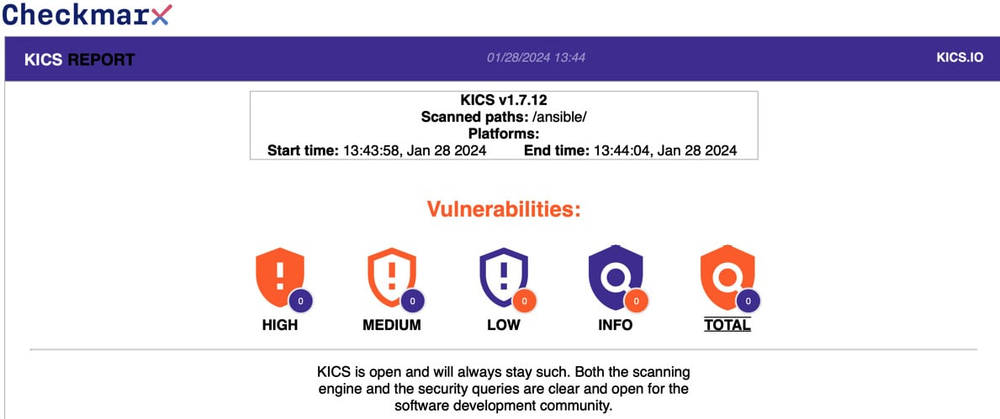 Checkmarx
KICS REPORT 01/28/2024 13:44 KICS.IO
KICS v1.7.12
Scanned paths: /ansible/
Platforms:
Start time: 13:43:58, Jan 28 2024 End time: 13:44:04, Jan 28 2024
Vulnerabilities:
0 0 0 0 0
HIGH MEDIUM LOW INFO TOTAL
KICS is open and will always stay such. Both the scanning
engine and the security queries are clear and open for the
software development community.